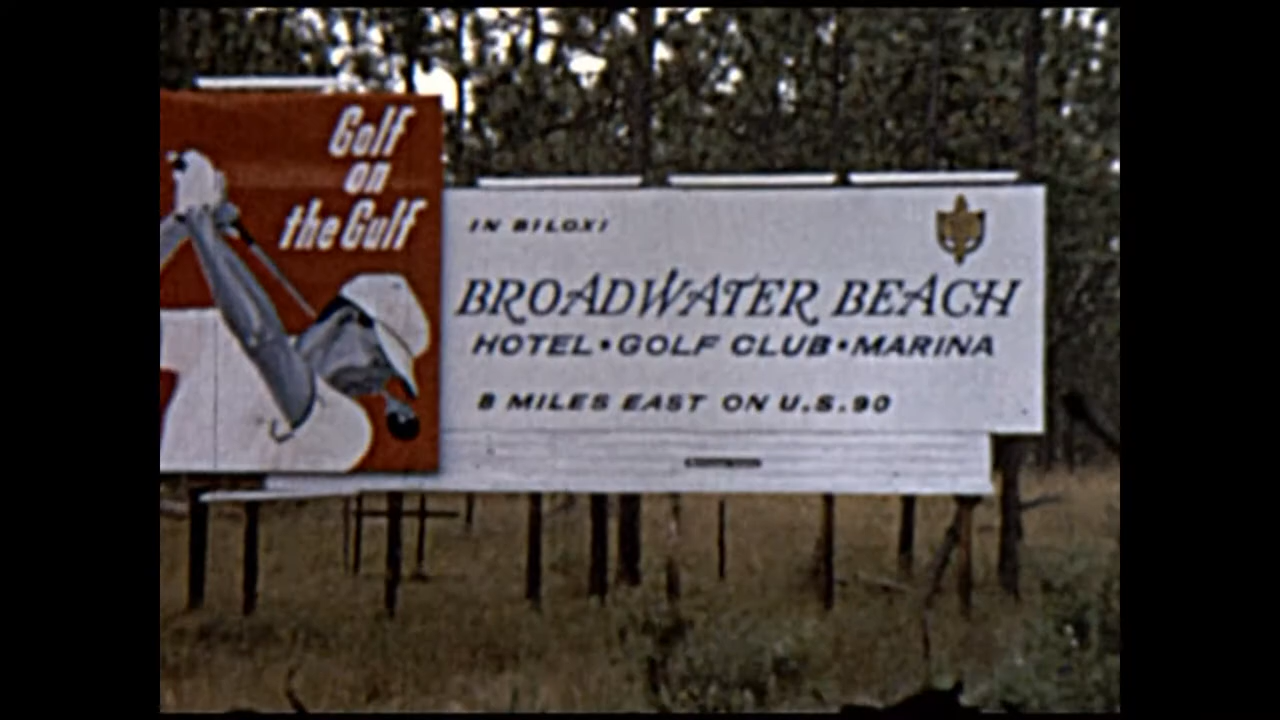 Golf
on
the Gulf
IN BILOXI
BROADWATER BEACH
HOTEL•GOLF CLUB•MARINA
8 MILES EAST ON U.S. 90